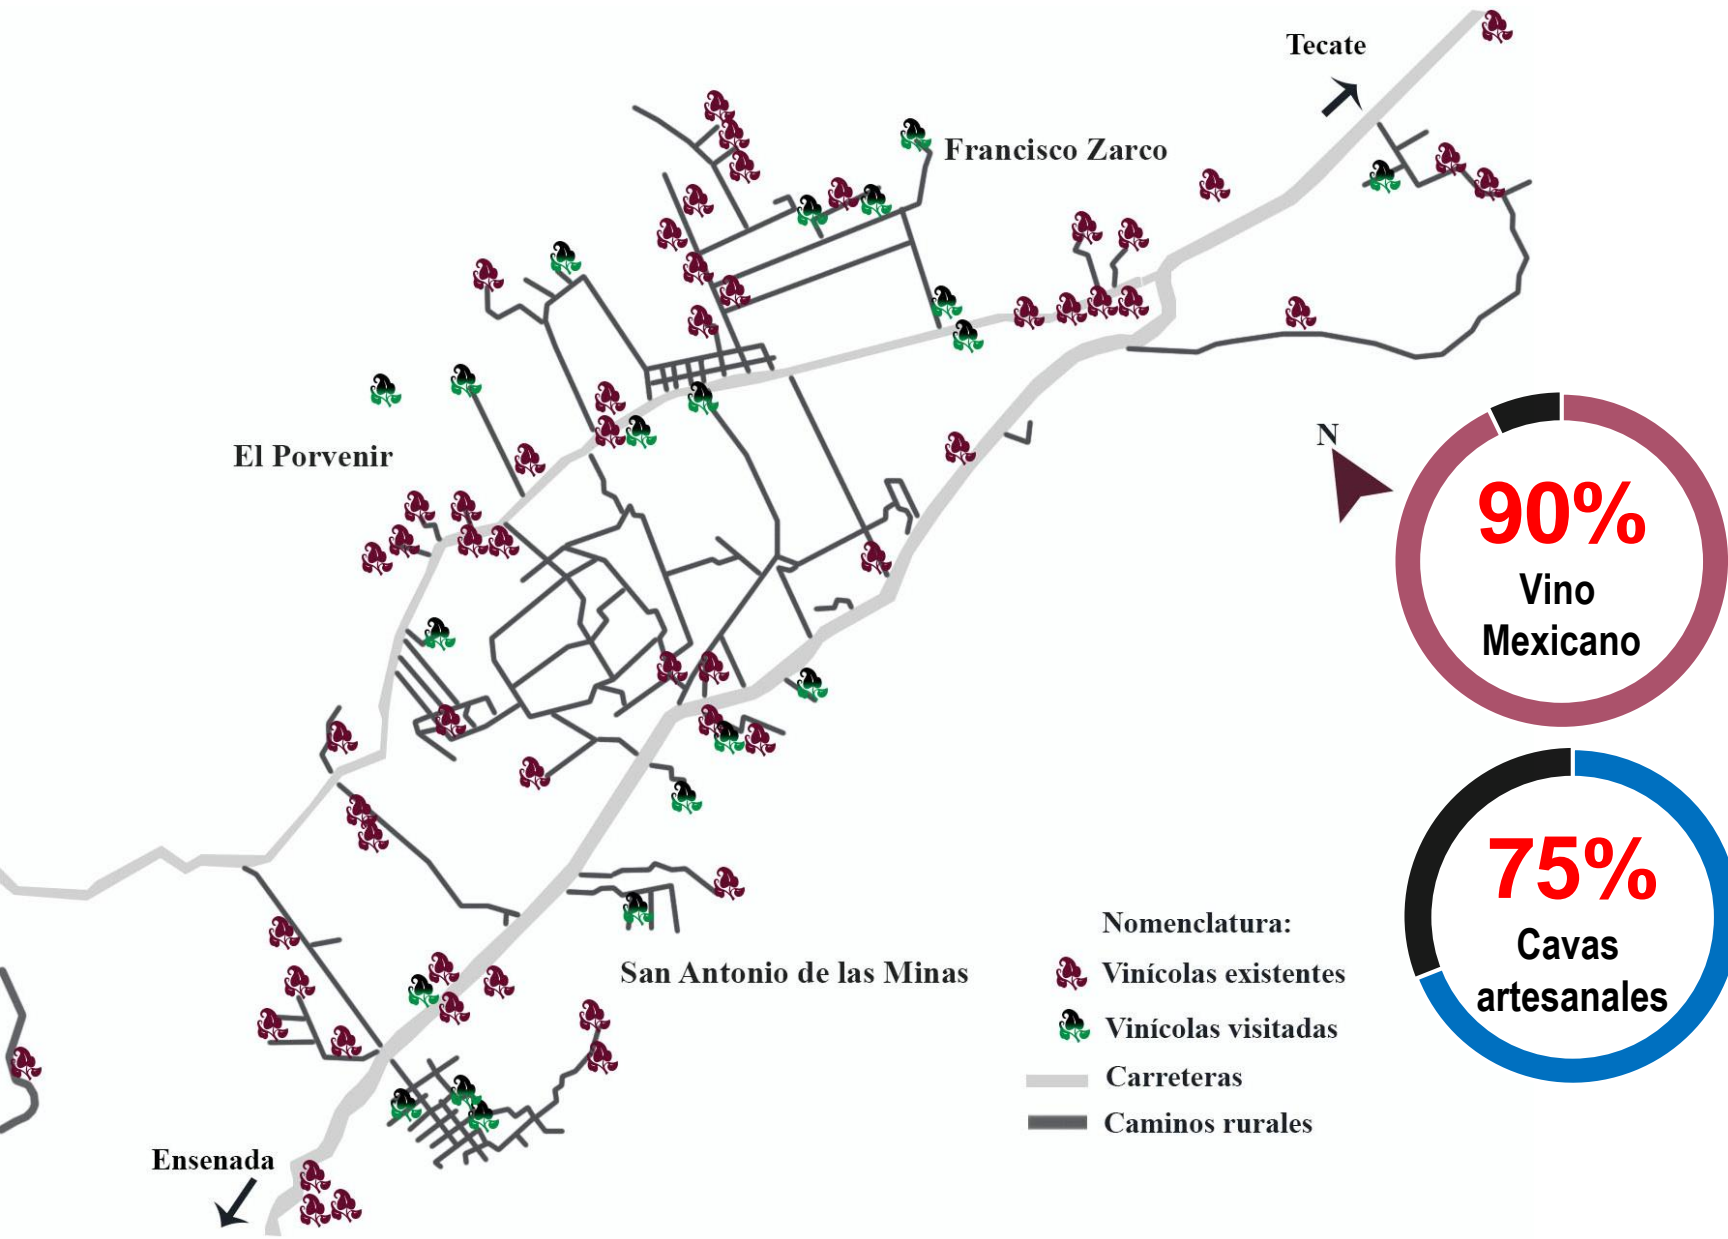 Tecate
Francisco Zarco
El Porvenir
N
90%
Vino
Mexicano
75%
Cavas
artesanales
San Antonio de las Minas
Nomenclatura:
Vinícolas existentes
Vinícolas visitadas
Carreteras
Caminos rurales
Ensenada